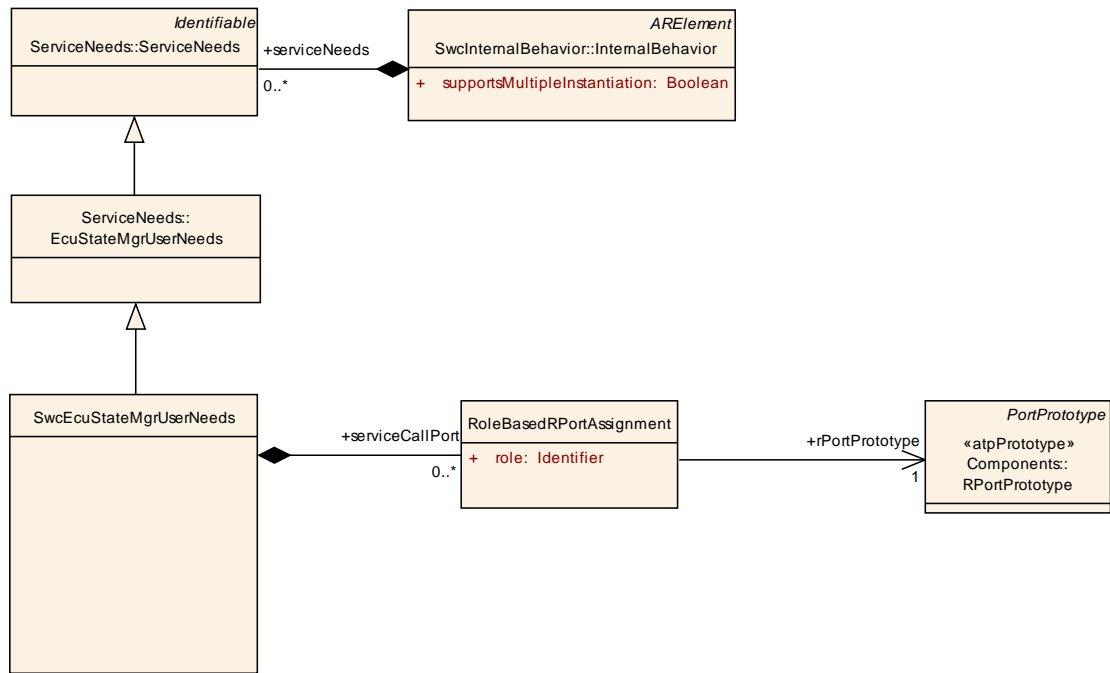 Identifiable
ServiceNeeds::ServiceNeeds
+serviceNeeds
0..*
ARElement
SwcInternalBehavior::InternalBehavior
+ supportsMultipleInstantiation: Boolean
ServiceNeeds::
EcuStateMgrUserNeeds
SwcEcuStateMgrUserNeeds
+serviceCallPort
0..*
RoleBasedRPortAssignment
+ role: Identifier
+rPortPrototype
1
PortPrototype
«atpPrototype»
Components::
RPortPrototype